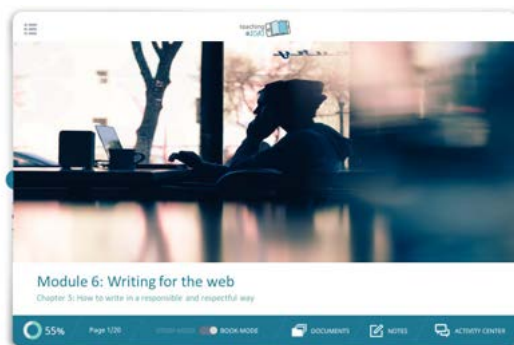 teaching
Module 6: Writing for the web
Chapter 5: How to write in a responsible and respectful way
55%
Page 1/20
BOOK MODE
DOCUMENTS
NOTES
ACTIVITY CENTER